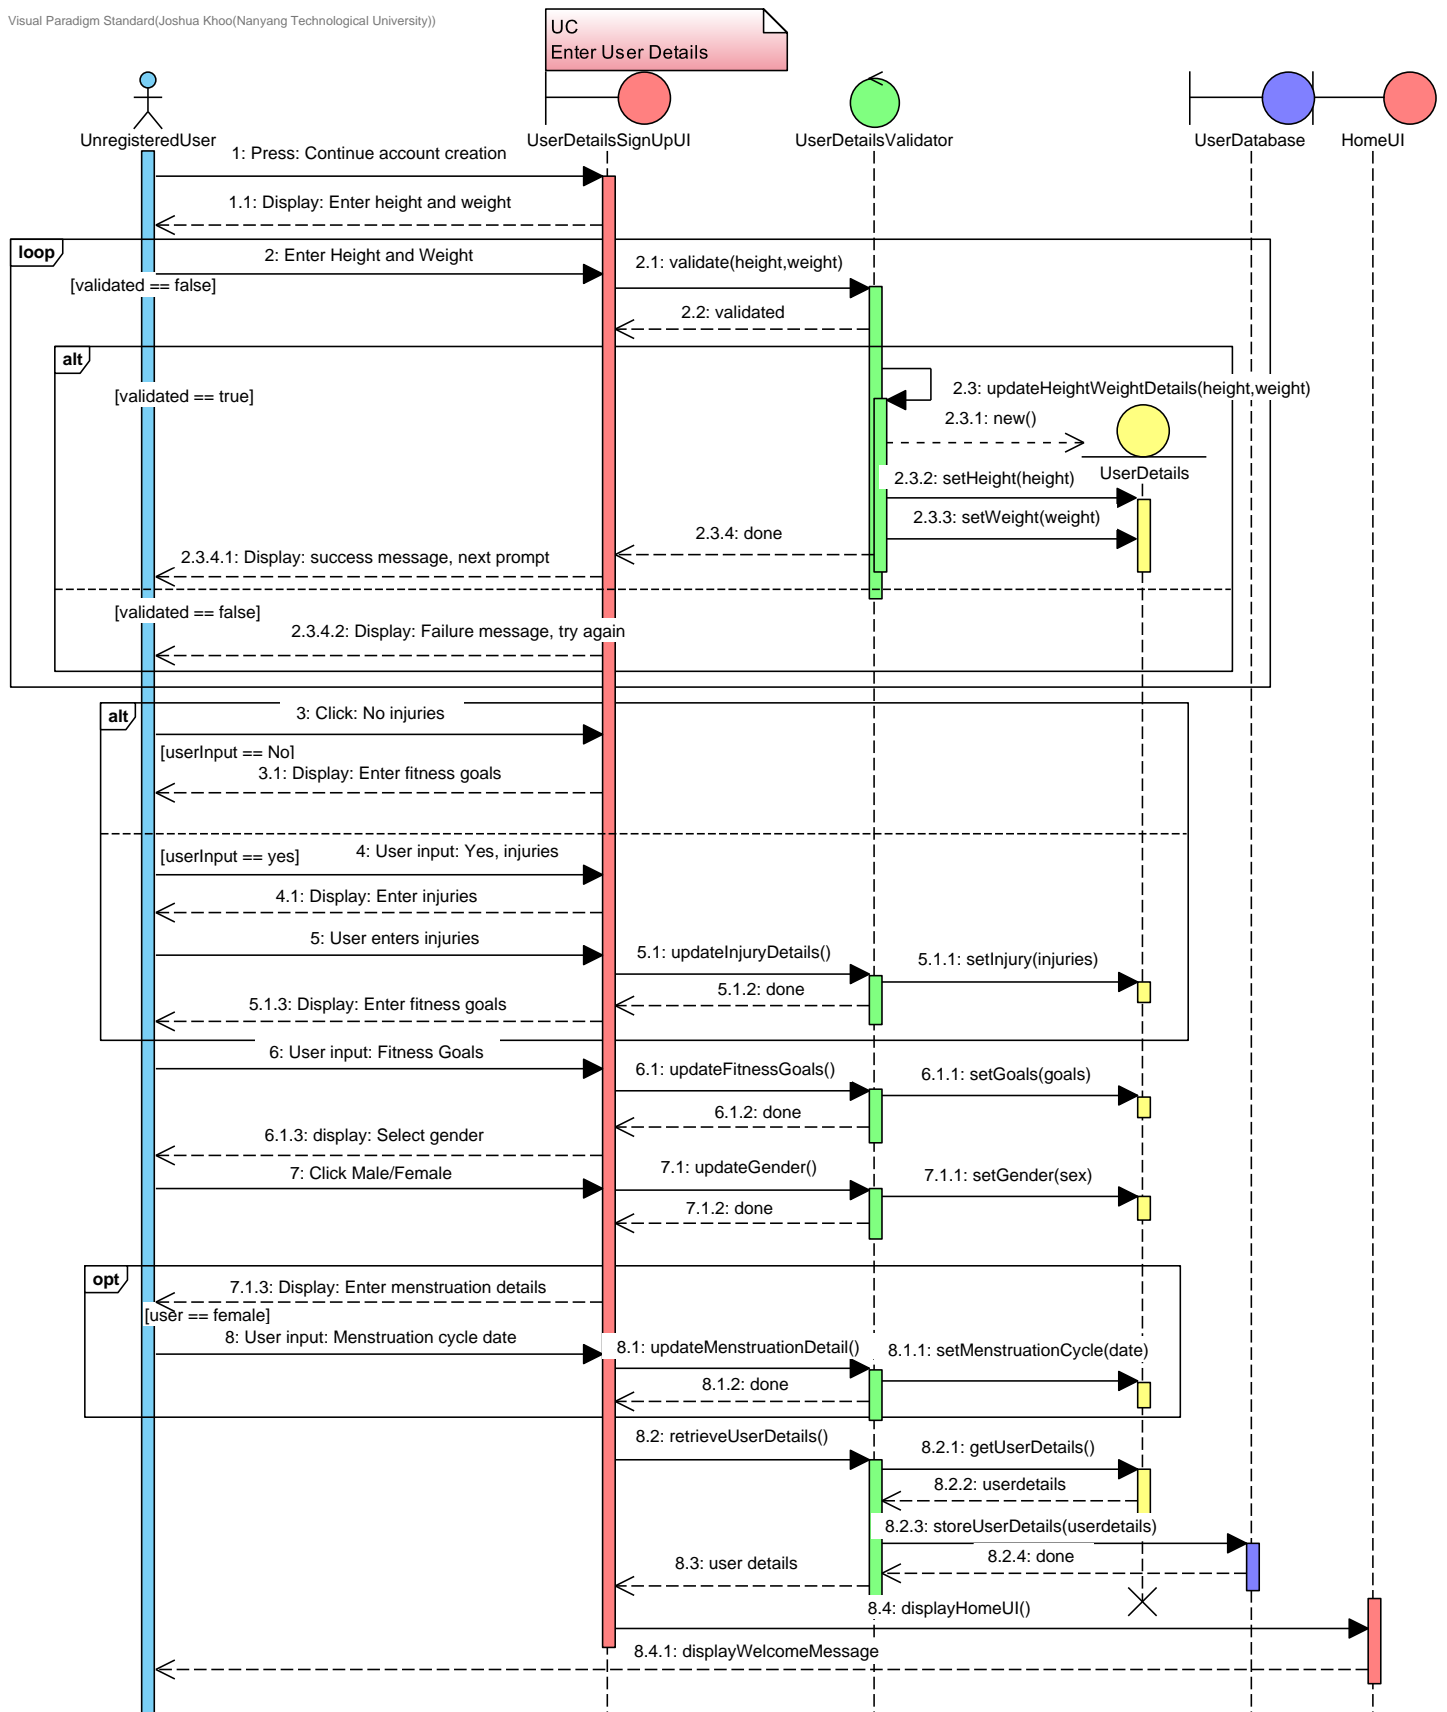 Visual Paradigm Standard(Joshua Khoo(Nanyang Technological University))
UC
Enter User Details
UnregisteredUser
UserDetailsSignUpUI
UserDetailsValidator
UserDatabase
HomeUI
1: Press: Continue account creation
1.1: Display: Enter height and weight
loop
2: Enter Height and Weight
2.1: validate(height,weight)
[validated == false]
2.2: validated
alt
[validated == true]
2.3: updateHeightWeightDetails(height,weight)
2.3.1: new()
UserDetails
2.3.2: setHeight(height)
2.3.3: setWeight(weight)
2.3.4: done
2.3.4.1: Display: success message, next prompt
[validated == false]
2.3.4.2: Display: Failure message, try again
alt
3: Click: No injuries
[userInput == No]
3.1: Display: Enter fitness goals
[userInput == yes]
4: User input: Yes, injuries
4.1: Display: Enter injuries
5: User enters injuries
5.1: updateInjuryDetails()
5.1.1: setInjury(injuries)
5.1.2: done
5.1.3: Display: Enter fitness goals
6: User input: Fitness Goals
6.1: updateFitnessGoals()
6.1.1: setGoals(goals)
6.1.2: done
6.1.3: display: Select gender
7: Click Male/Female
7.1: updateGender()
7.1.1: setGender(sex)
7.1.2: done
opt
7.1.3: Display: Enter menstruation details
[user == female]
8: User input: Menstruation cycle date
8.1: updateMenstruationDetail()
8.1.1: setMenstruationCycle(date)
8.1.2: done
8.2: retrieveUserDetails()
8.2.1: getUserDetails()
8.2.2: userdetails
8.2.3: storeUserDetails(userdetails)
8.2.4: done
8.3: user details
8.4: displayHomeUI()
8.4.1: displayWelcomeMessage